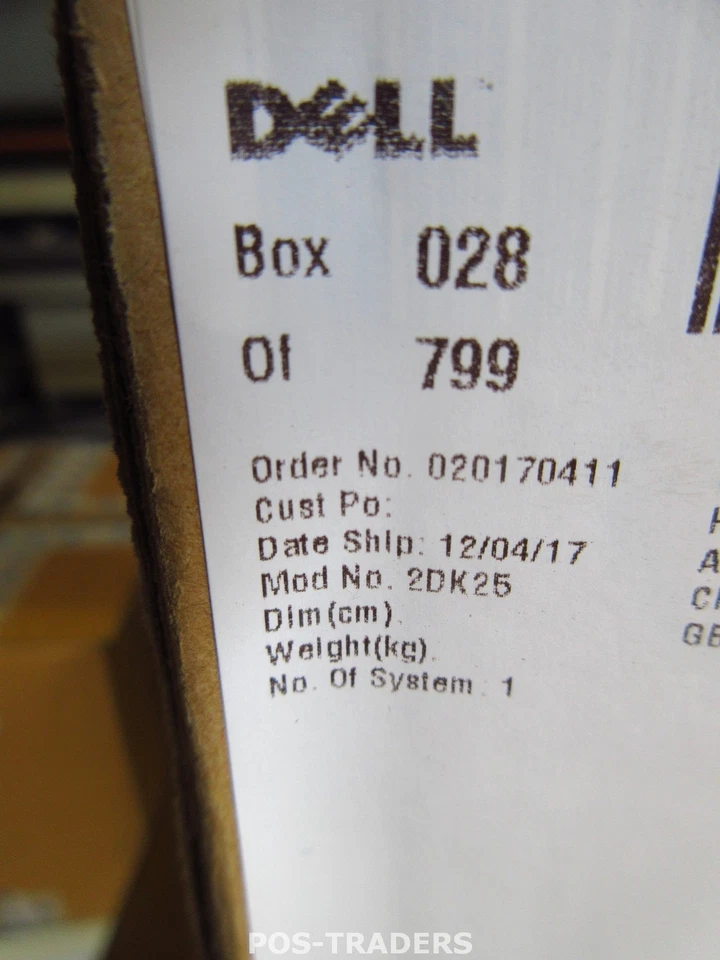 DELL
Box 028
Of 799
Order No. 020170411
Cust Po:
Date Ship: 12/04/17
Mod No. 2DK25
Dim(cm).
Weight(kg).
No. Of System : 1
GB
POS-TRADERS